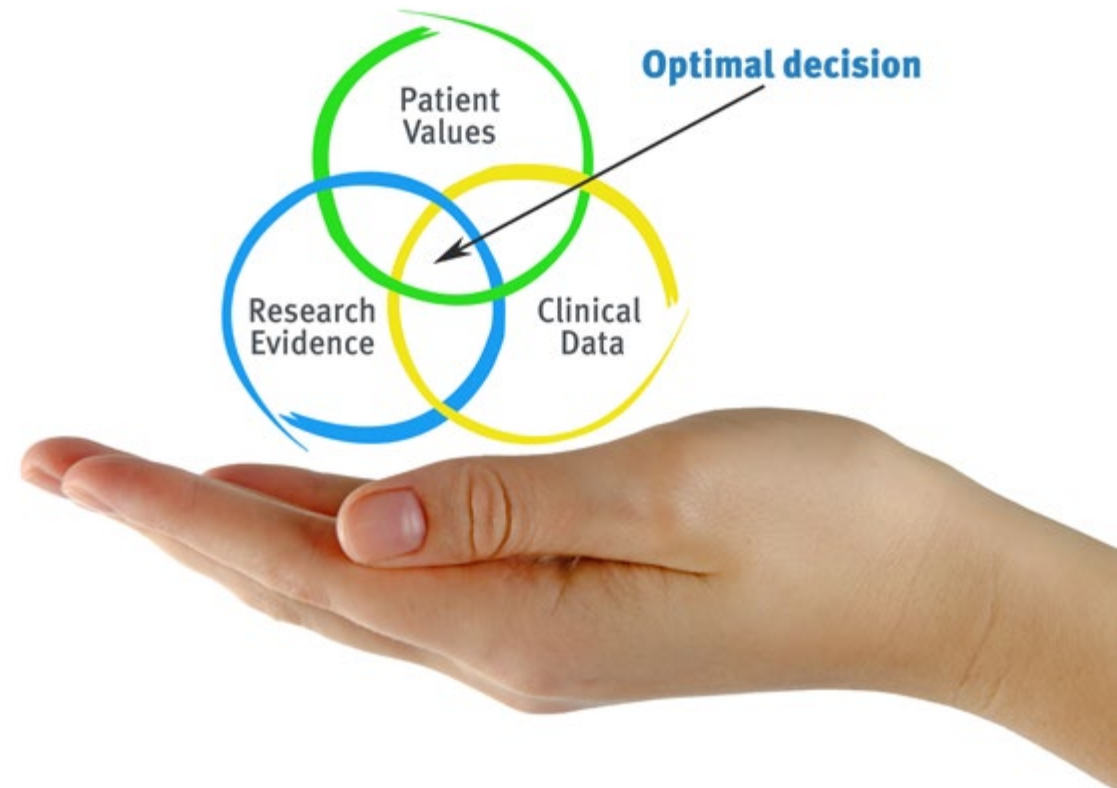 Optimal decision
Patient
Values
Research
Evidence
Clinical
Data